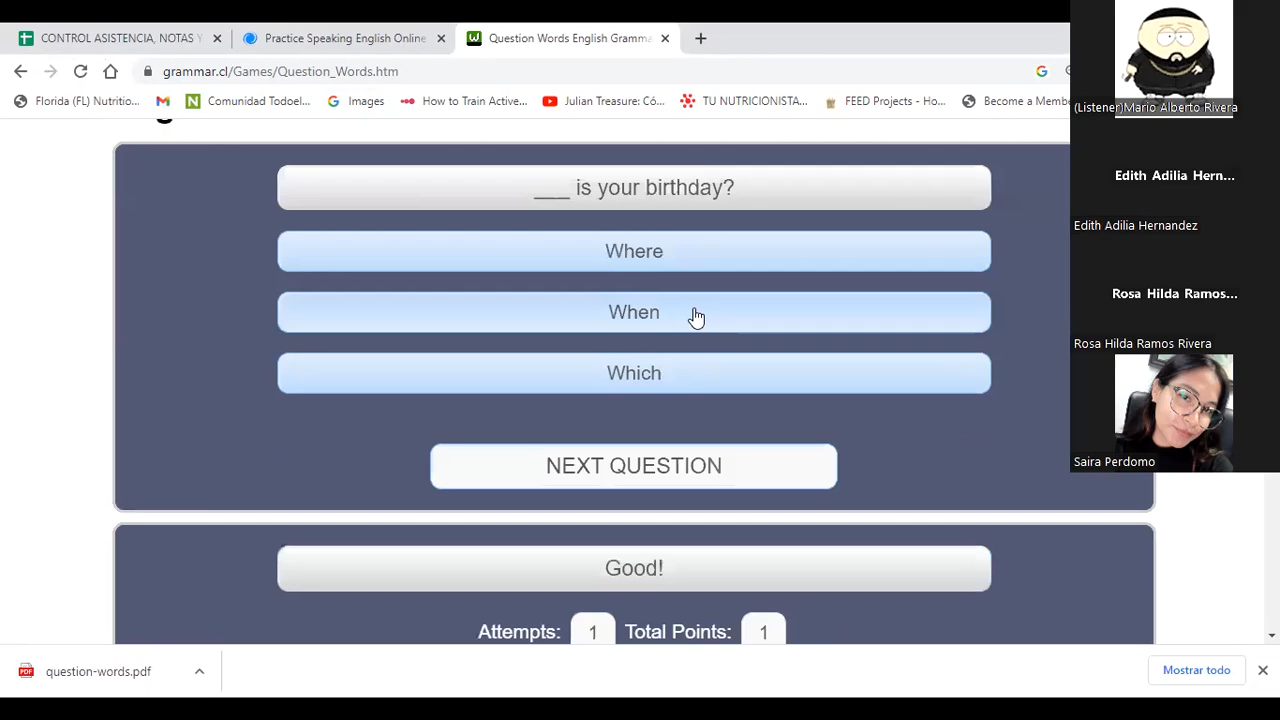 CONTROL ASISTENCIA, NOTAS Y
Practice Speaking English Online
Question Words English Gramma
grammar.cl/Games/Question_Words.htm
Florida (FL) Nutritio...
Comunidad Todoel...
Images
How to Train Active...
Julian Treasure: Có...
TU NUTRICIONISTA...
FEED Projects - Ho...
Become a Membe
(Listener)Mario Alberto Rivera
Edith Adilia Hern...
Edith Adilia Hernandez
Rosa Hilda Ramos...
Rosa Hilda Ramos Rivera
Saira Perdomo
___ is your birthday?
Where
When
Which
NEXT QUESTION
Good!
Attempts: 1 Total Points: 1
question-words.pdf
Mostrar todo